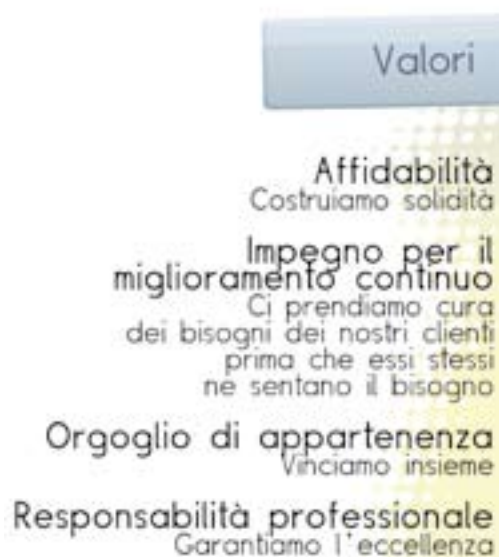 Valori
Affidabilità
Costruiamo solidità
Impegno per il
miglioramento continuo
Ci prendiamo cura
dei bisogni dei nostri clienti
prima che essi stessi
ne sentano il bisogno
Orgoglio di appartenenza
Vinciamo insieme
Responsabilità professionale
Garantiamo l'eccellenza